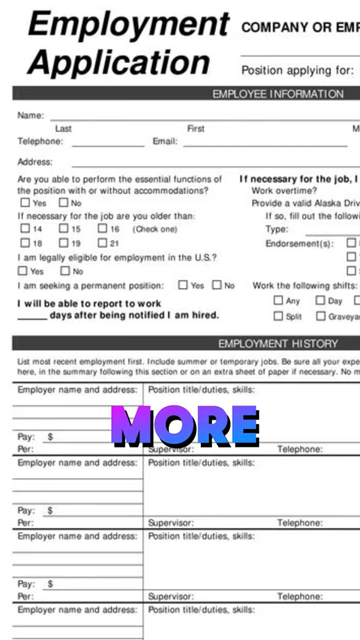 Employment
Application
COMPANY OR EMP
Position applying for:
EMPLOYEE INFORMATION
Name:
Last First M
Telephone: Email:
Address:
Are you able to perform the essential functions of
the position with or without accommodations?
Yes No
If necessary for the job are you older than:
14 15 16 (Check one)
18 19 21
I am legally eligible for employment in the U.S.?
Yes No
I am seeking a permanent position: Yes No
I will be able to report to work
_____ days after being notified I am hired.
If necessary for the job, I
Work overtime?
Provide a valid Alaska Driv
If so, fill out the followi
Type:
Endorsement(s):
Work the following shifts:
Any Day
Split Graveya
EMPLOYMENT HISTORY
List most recent employment first. Include summer or temporary jobs. Be sure all your expe
here, in the summary following this section or on an extra sheet of paper if necessary. No m
Employer name and address: Position title/duties, skills:
MORE
Pay: $
Per: Supervisor: Telephone:
Employer name and address: Position title/duties, skills:
Pay: $
Per: Supervisor: Telephone:
Employer name and address: Position title/duties, skills:
Pay: $
Per: Supervisor: Telephone:
Employer name and address: Position title/duties, skills: